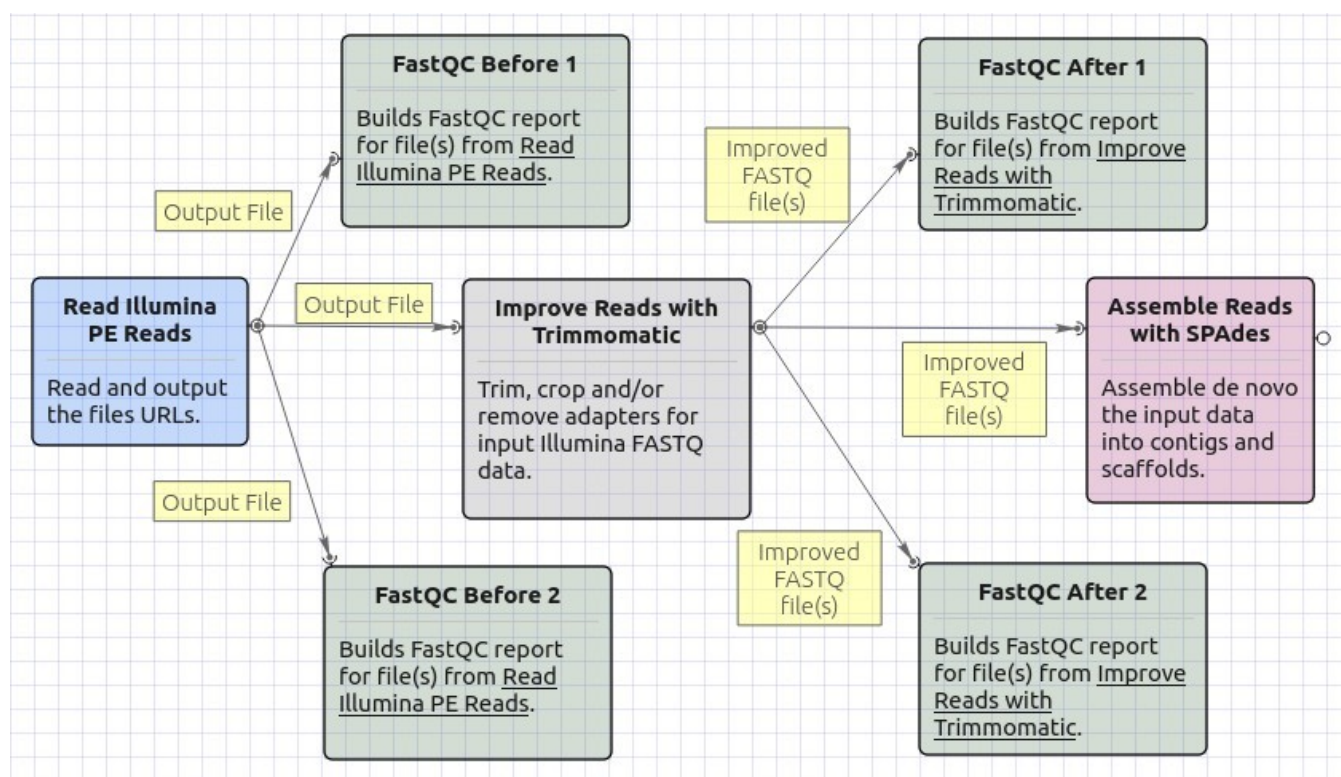 FastQC Before 1
Builds FastQC report
for file(s) from Read
Illumina PE Reads.
FastQC After 1
Builds FastQC report
for file(s) from Improve
Reads with
Trimmomatic.
Improved
FASTQ
file(s)
Output File
Read Illumina
PE Reads
Read and output
the files URLs.
Output File
Improve Reads with
Trimmomatic
Trim, crop and/or
remove adapters for
input Illumina FASTQ
data.
Improved
FASTQ
file(s)
Assemble Reads
with SPAdes
Assemble de novo
the input data
into contigs and
scaffolds.
Output File
FastQC Before 2
Builds FastQC report
for file(s) from Read
Illumina PE Reads.
Improved
FASTQ
file(s)
FastQC After 2
Builds FastQC report
for file(s) from Improve
Reads with
Trimmomatic.